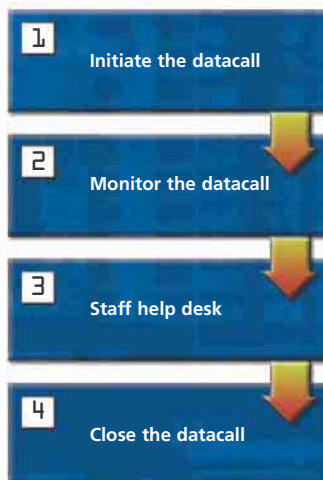 1
Initiate the datacall
2
Monitor the datacall
3
Staff help desk
4
Close the datacall